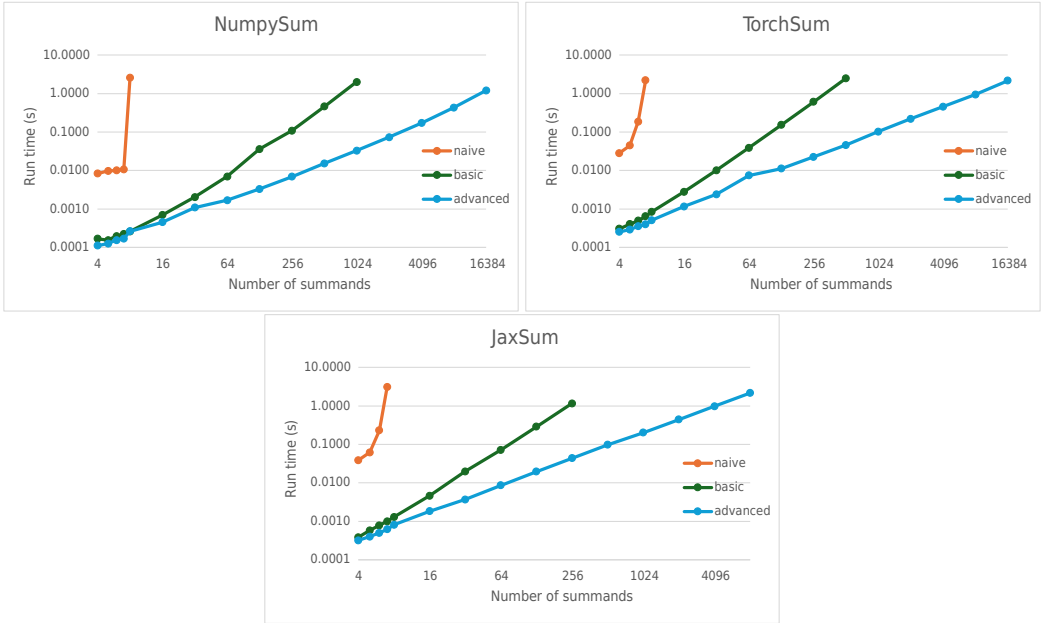 NumpySum
10.0000
1.0000
0.1000
0.0100
0.0010
0.0001
Run time (s)
4 16 64 256 1024 4096 16384
Number of summands
naive
basic
advanced
TorchSum
10.0000
1.0000
0.1000
0.0100
0.0010
0.0001
Run time (s)
4 16 64 256 1024 4096 16384
Number of summands
naive
basic
advanced
JaxSum
10.0000
1.0000
0.1000
0.0100
0.0010
0.0001
Run time (s)
4 16 64 256 1024 4096
Number of summands
naive
basic
advanced